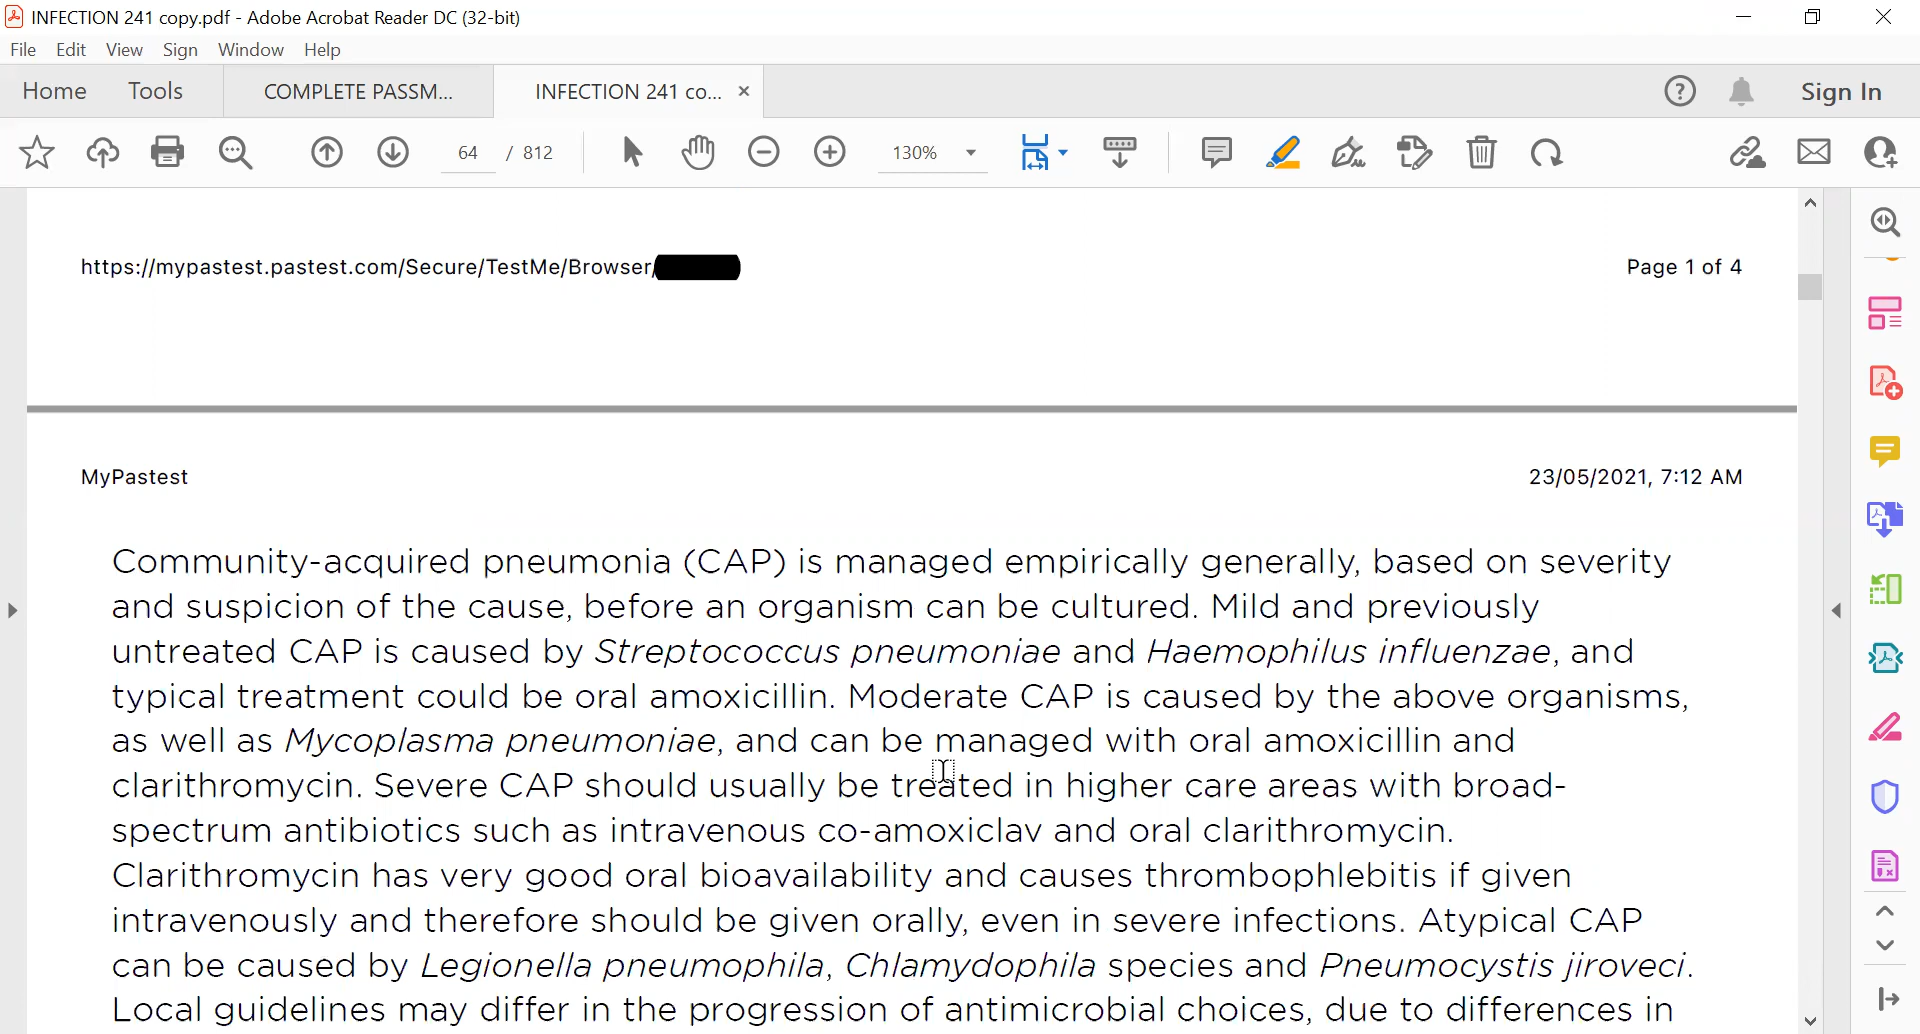 INFECTION 241 copy.pdf - Adobe Acrobat Reader DC (32-bit)
File Edit View Sign Window Help
Home Tools COMPLETE PASSM... INFECTION 241 co... × Sign In
64 / 812 130%
https://mypastest.pastest.com/Secure/TestMe/Browser/ Page 1 of 4
MyPastest 23/05/2021, 7:12 AM
Community-acquired pneumonia (CAP) is managed empirically generally, based on severity
and suspicion of the cause, before an organism can be cultured. Mild and previously
untreated CAP is caused by Streptococcus pneumoniae and Haemophilus influenzae, and
typical treatment could be oral amoxicillin. Moderate CAP is caused by the above organisms,
as well as Mycoplasma pneumoniae, and can be managed with oral amoxicillin and
clarithromycin. Severe CAP should usually be treated in higher care areas with broad-
spectrum antibiotics such as intravenous co-amoxiclav and oral clarithromycin.
Clarithromycin has very good oral bioavailability and causes thrombophlebitis if given
intravenously and therefore should be given orally, even in severe infections. Atypical CAP
can be caused by Legionella pneumophila, Chlamydophila species and Pneumocystis jiroveci.
Local guidelines may differ in the progression of antimicrobial choices, due to differences in